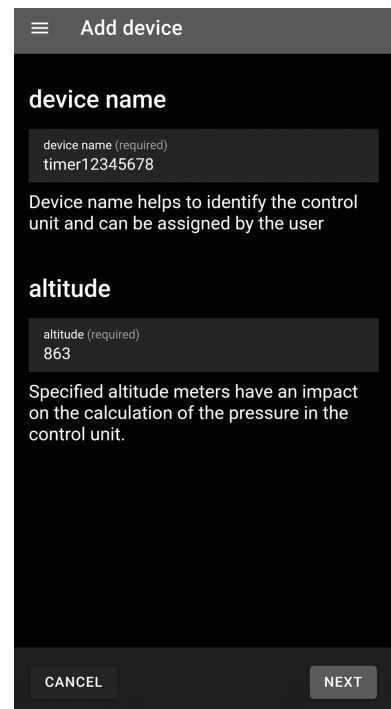 Add device
device name
device name (required)
timer12345678
Device name helps to identify the control
unit and can be assigned by the user
altitude
altitude (required)
863
Specified altitude meters have an impact
on the calculation of the pressure in the
control unit.
CANCEL
NEXT